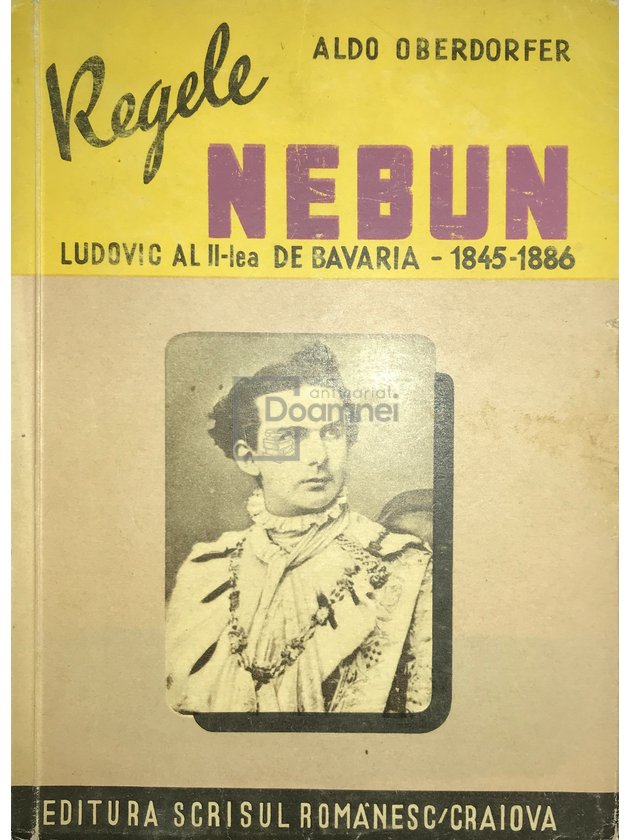 ALDO OBERDORFER
Regele
NEBUN
LUDOVIC AL II-lea DE BAVARIA - 1845-1886
anticariat
Doamnei
EDITURA SCRISUL ROMÂNESC/CRAIOVA